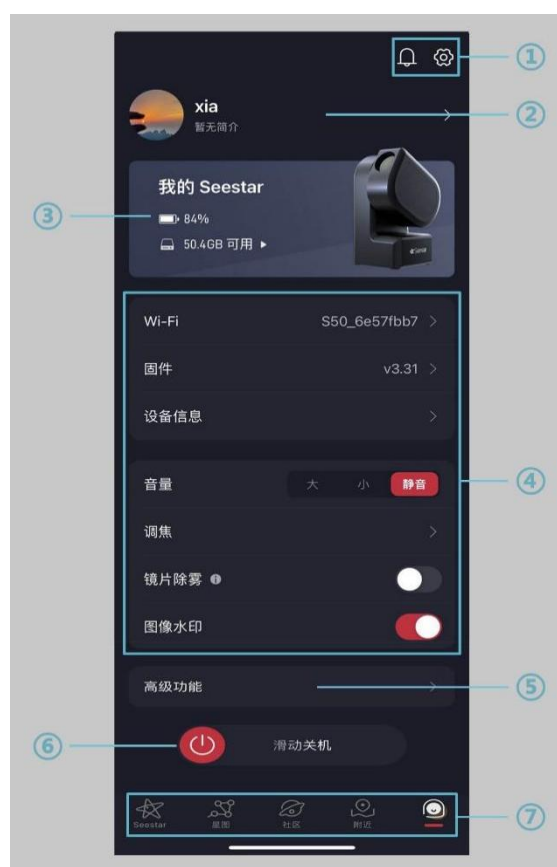 ①
xia
②
暂无简介
我的 Seestar
③
84%
50.4GB 可用
Seestar
Wi-Fi S50_6e57fbb7
固件 v3.31
设备信息
音量 大 小 静音
④
调焦
镜片除雾
图像水印
高级功能
⑤
⑥
滑动关机
Seestar 星图 社区 附近
⑦